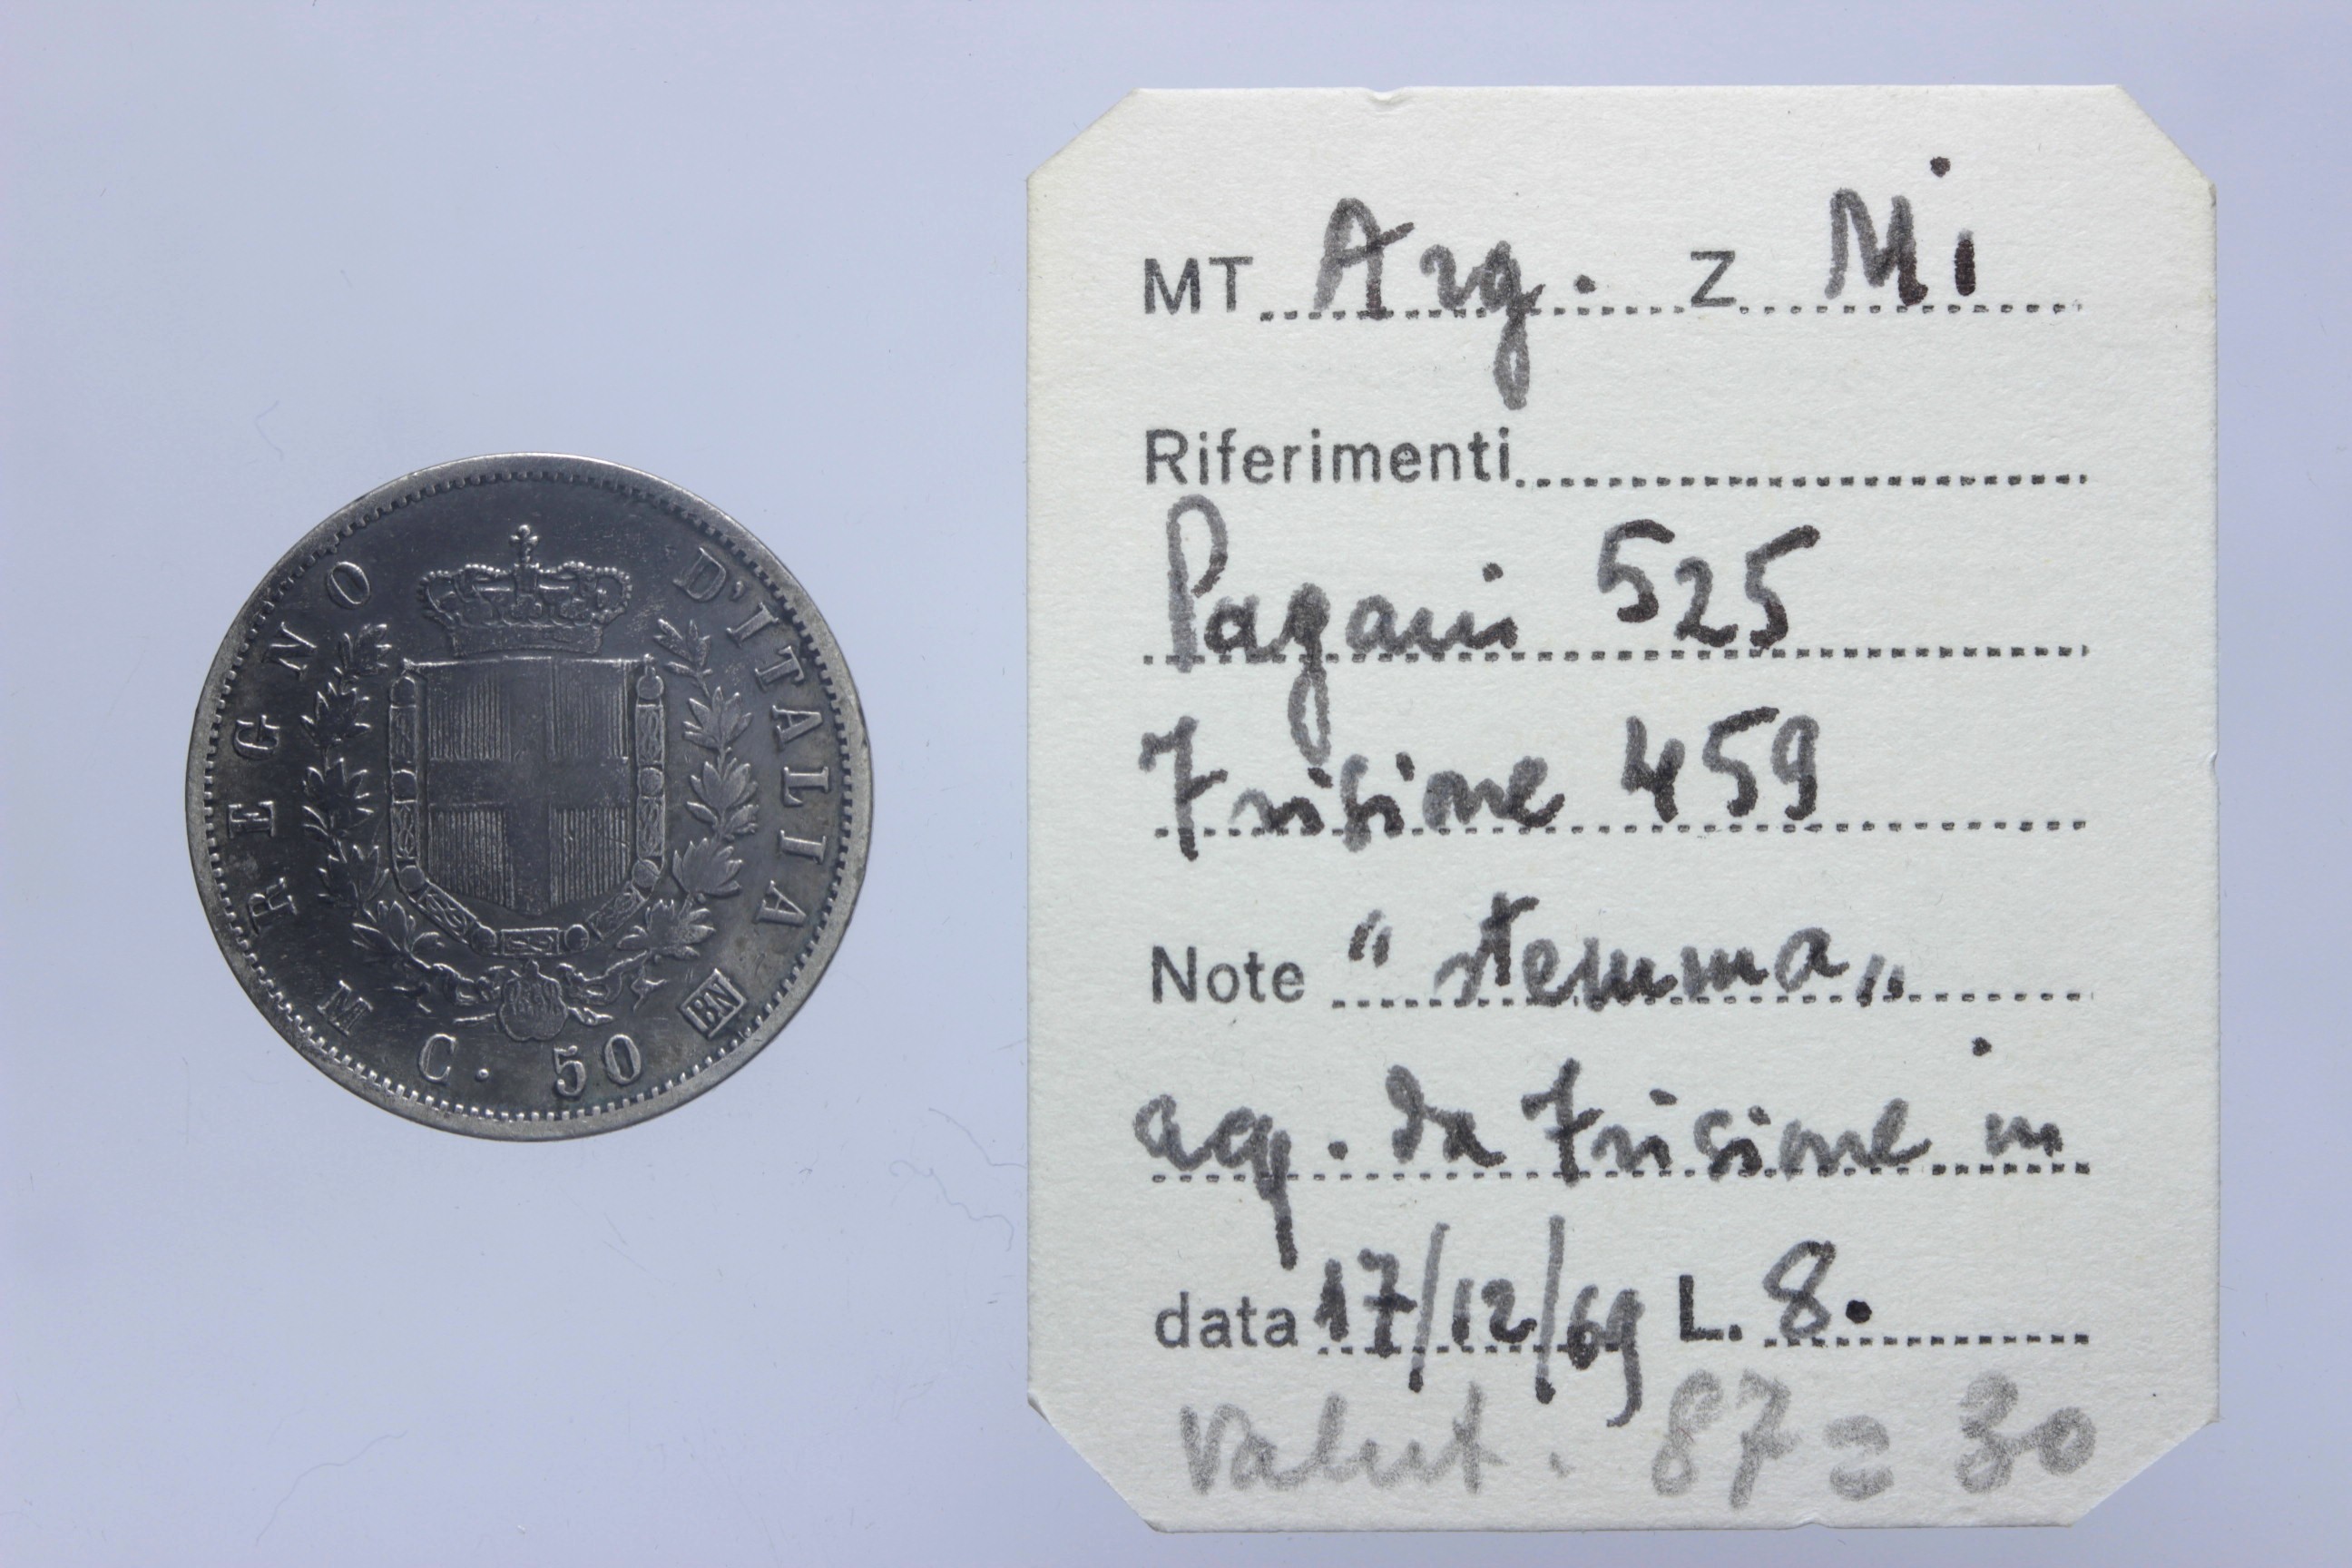 REGNO D'ITALIA
M C. 50 BN
MT Arg. Z Mi
Riferimenti
Pagani 525
Frisione 459
Note "stemma"
acq. da Frisione in
data 17/12/69 L. 8.
Valut. 87 = 30